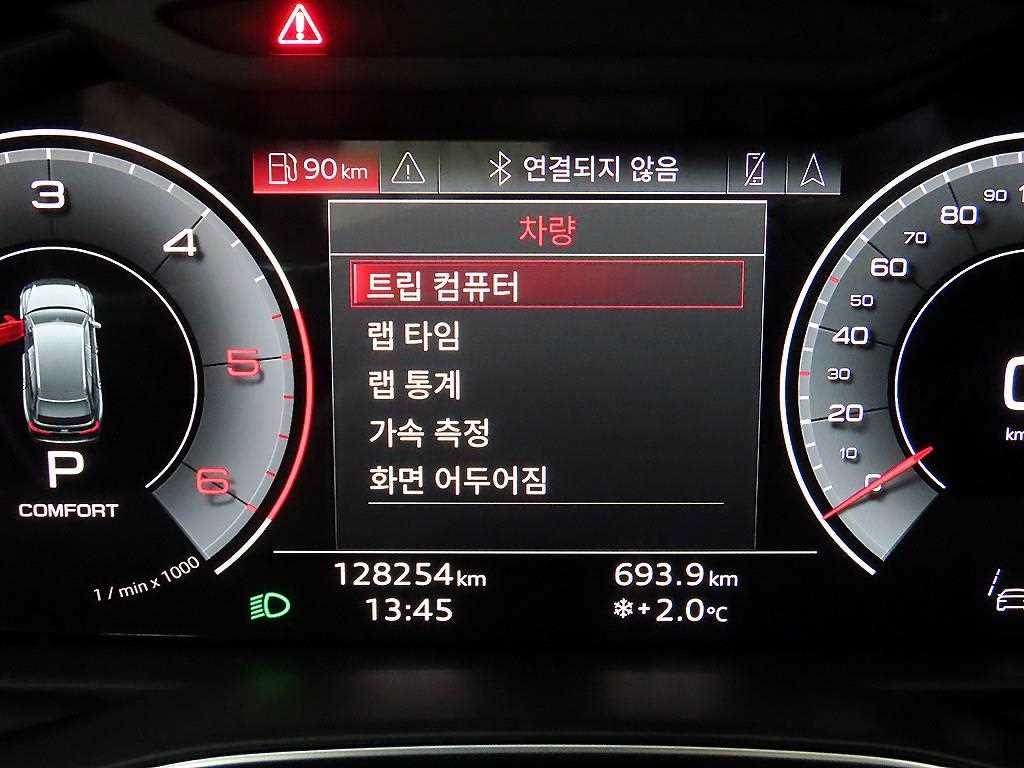 90 km
연결되지 않음
차량
트립 컴퓨터
랩 타임
랩 통계
가속 측정
화면 어두어짐
3
4
5
6
P
COMFORT
1 / min x 1000
90
80
70
60
50
40
30
20
10
0
128254 km
693.9 km
13:45
+ 2.0 °C